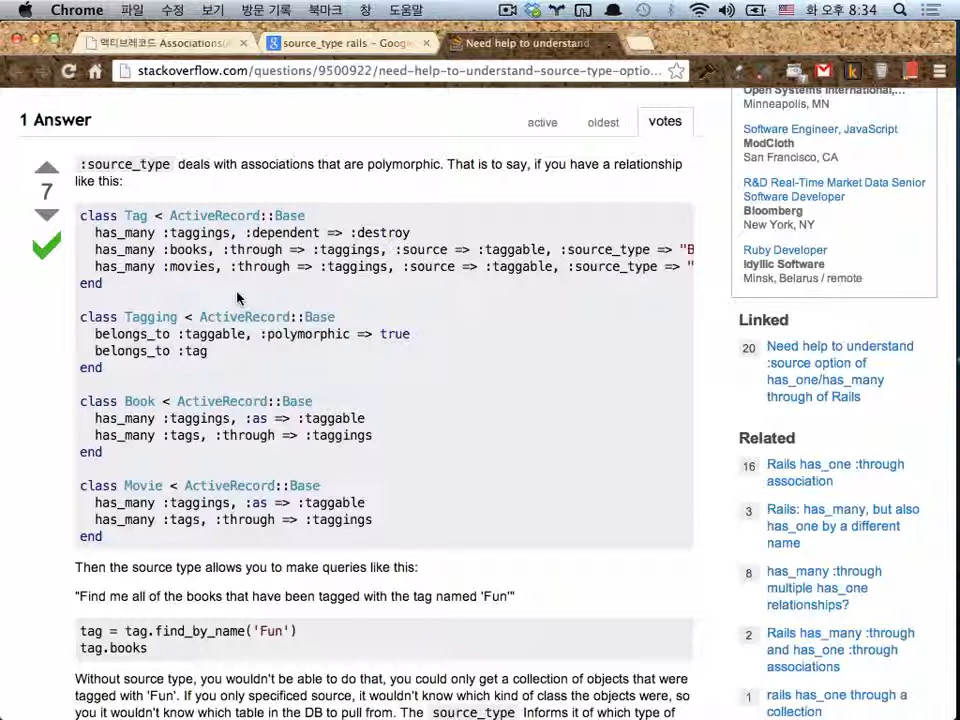 Chrome 파일 수정 보기 방문 기록 북마크 창 도움말 화 오후 8:34
액티브레코드 Associations( source_type rails – Goog Need help to understand
stackoverflow.com/questions/9500922/need-help-to-understand-source-type-optio...
1 Answer
active oldest votes
7
:source_type deals with associations that are polymorphic. That is to say, if you have a relationship
like this:
class Tag < ActiveRecord::Base
has_many :taggings, :dependent => :destroy
has_many :books, :through => :taggings, :source => :taggable, :source_type => "B
has_many :movies, :through => :taggings, :source => :taggable, :source_type => "
end
class Tagging < ActiveRecord::Base
belongs_to :taggable, :polymorphic => true
belongs_to :tag
end
class Book < ActiveRecord::Base
has_many :taggings, :as => :taggable
has_many :tags, :through => :taggings
end
class Movie < ActiveRecord::Base
has_many :taggings, :as => :taggable
has_many :tags, :through => :taggings
end
Then the source type allows you to make queries like this:
"Find me all of the books that have been tagged with the tag named 'Fun'"
tag = tag.find_by_name('Fun')
tag.books
Without source type, you wouldn't be able to do that, you could only get a collection of objects that were
tagged with 'Fun'. If you only specificed source, it wouldn't know which kind of class the objects were, so
you it wouldn't know which table in the DB to pull from. The source_type Informs it of which type of
Open Systems International,...
Minneapolis, MN
Software Engineer, JavaScript
ModCloth
San Francisco, CA
R&D Real-Time Market Data Senior
Software Developer
Bloomberg
New York, NY
Ruby Developer
Idyllic Software
Minsk, Belarus / remote
Linked
20 Need help to understand
:source option of
has_one/has_many
through of Rails
Related
16 Rails has_one :through
association
3 Rails: has_many, but also
has_one by a different
name
8 has_many :through
multiple has_one
relationships?
2 Rails has_many :through
and has_one :through
associations
1 rails has_one through a
collection